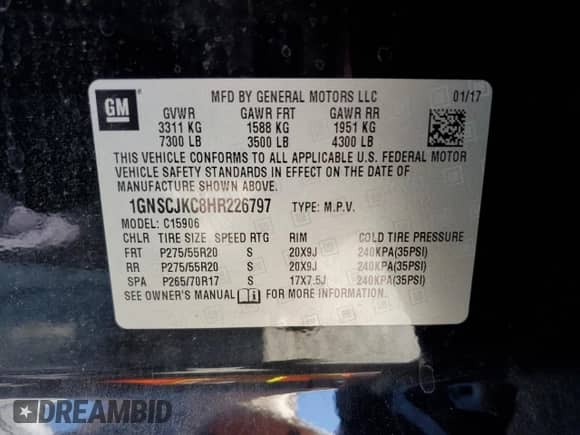 GM
MFD BY GENERAL MOTORS LLC 01/17
GVWR GAWR FRT GAWR RR
3311 KG 1588 KG 1951 KG
7300 LB 3500 LB 4300 LB
THIS VEHICLE CONFORMS TO ALL APPLICABLE U.S. FEDERAL MOTOR
VEHICLE SAFETY STANDARDS IN EFFECT ON THE DATE OF
MANUFACTURE SHOWN ABOVE.
1GNSCJKC8HR226797 TYPE: M.P.V.
MODEL: C15906
CHLR TIRE SIZE SPEED RTG RIM COLD TIRE PRESSURE
FRT P275/55R20 S 20X9J 240KPA(35PSI)
RR P275/55R20 S 20X9J 240KPA(35PSI)
SPA P265/70R17 S 17X7.5J 240KPA(35PSI)
SEE OWNER'S MANUAL FOR MORE INFORMATION.
DREAMBID